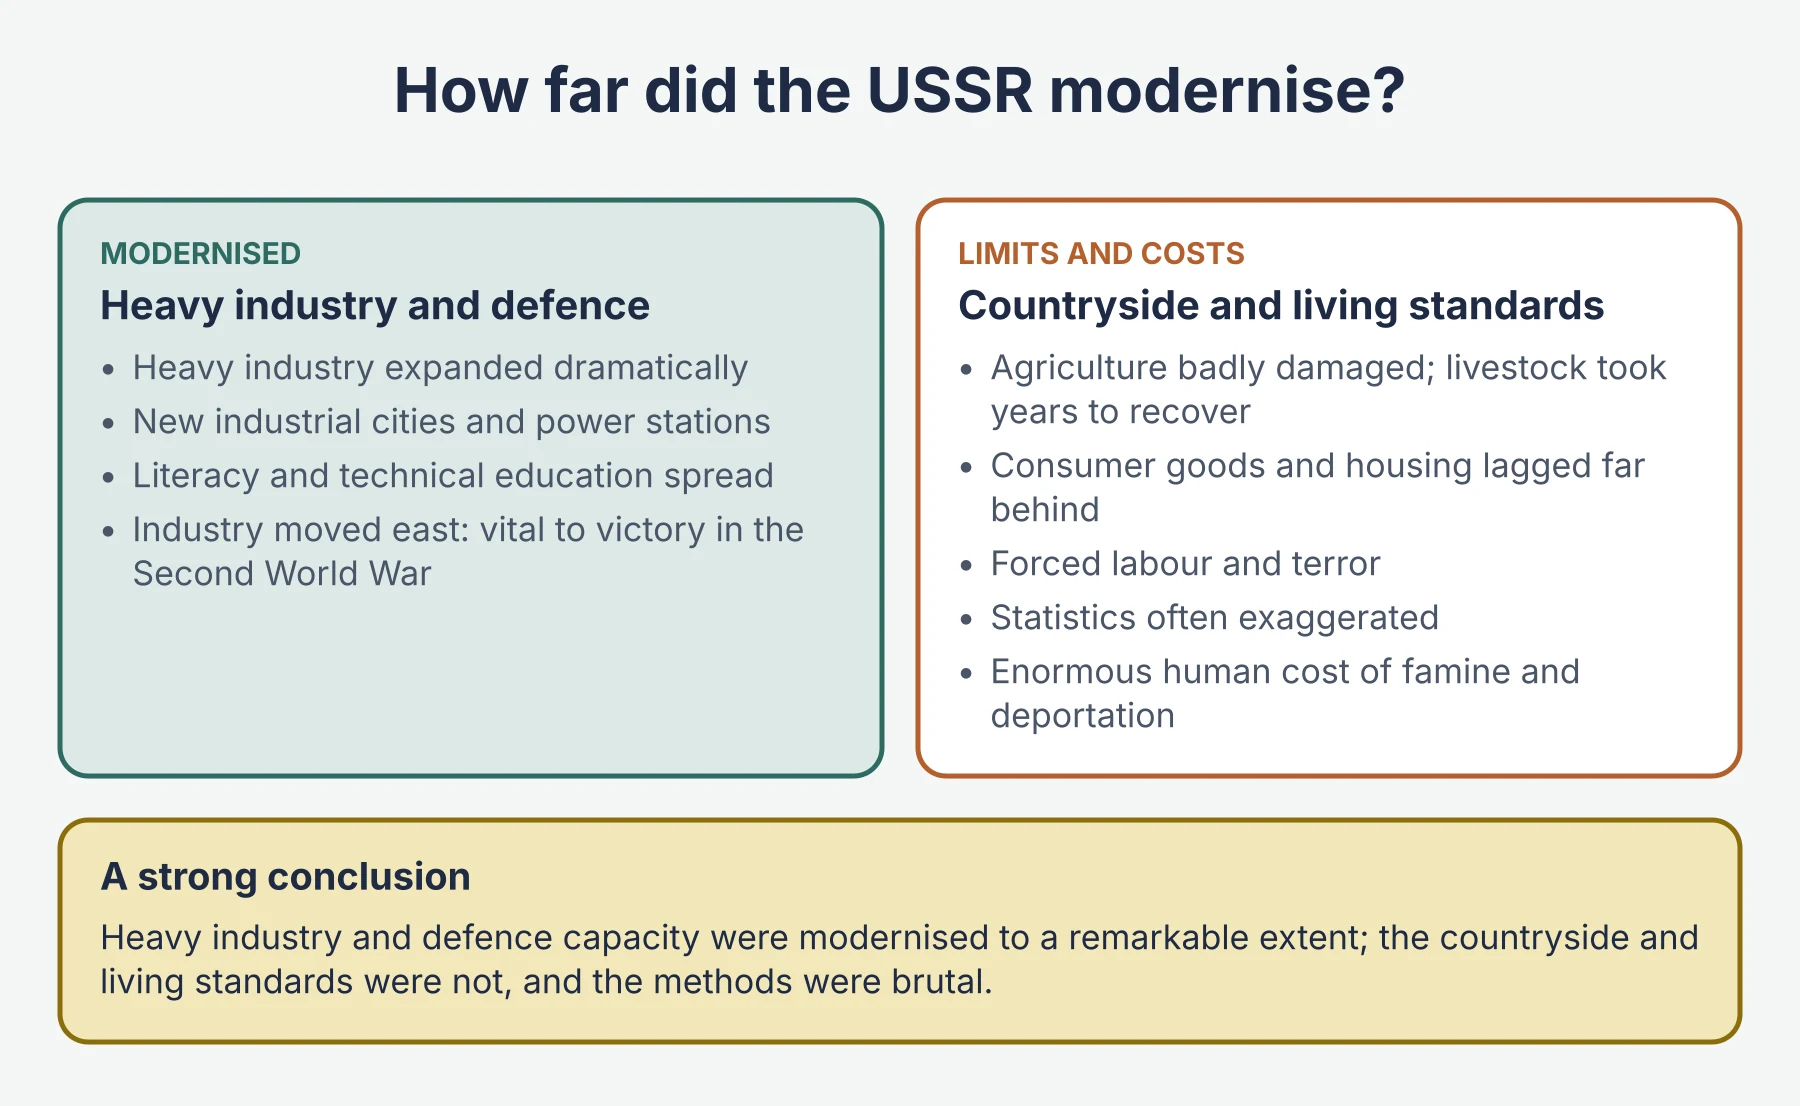 How far did the USSR modernise?
MODERNISED
Heavy industry and defence
• Heavy industry expanded dramatically
• New industrial cities and power stations
• Literacy and technical education spread
• Industry moved east: vital to victory in the
Second World War
LIMITS AND COSTS
Countryside and living standards
• Agriculture badly damaged; livestock took
years to recover
• Consumer goods and housing lagged far
behind
• Forced labour and terror
• Statistics often exaggerated
• Enormous human cost of famine and
deportation
A strong conclusion
Heavy industry and defence capacity were modernised to a remarkable extent; the countryside and
living standards were not, and the methods were brutal.